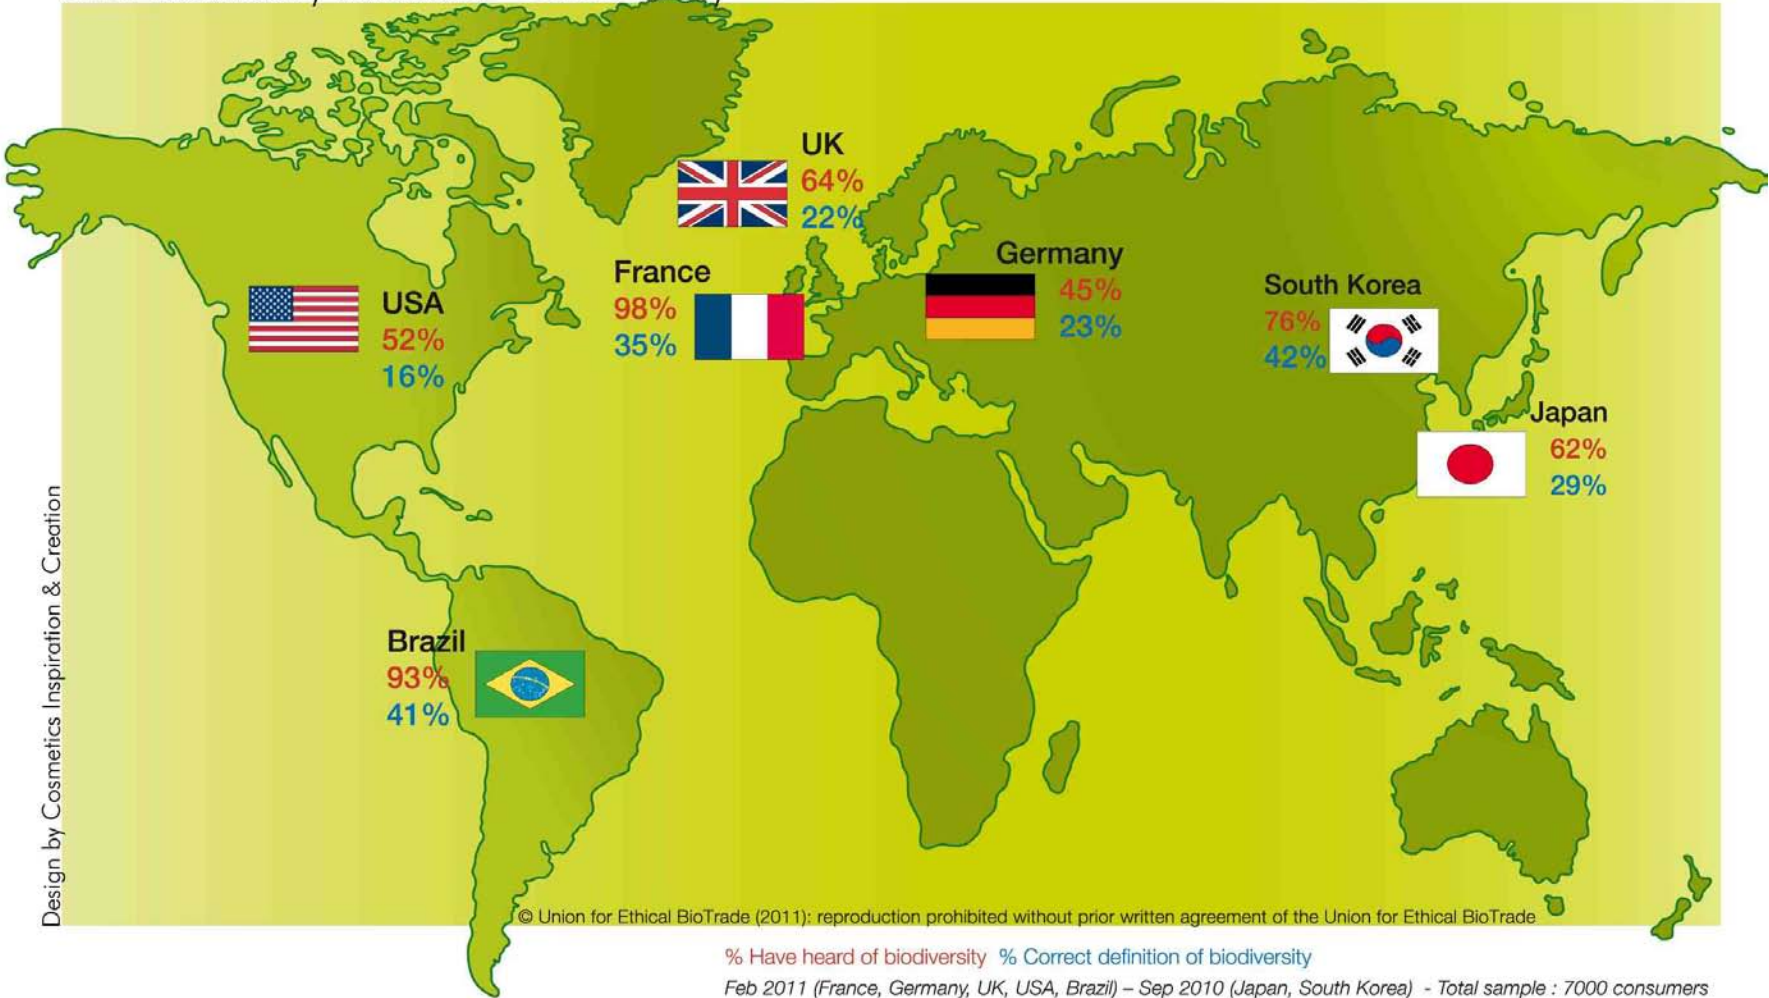 UK
64%
22%
Germany
45%
23%
France
98%
35%
South Korea
76%
42%
USA
52%
16%
Japan
62%
29%
Brazil
93%
41%
Design by Cosmetics Inspiration & Creation
© Union for Ethical BioTrade (2011): reproduction prohibited without prior written agreement of the Union for Ethical BioTrade
% Have heard of biodiversity % Correct definition of biodiversity
Feb 2011 (France, Germany, UK, USA, Brazil) – Sep 2010 (Japan, South Korea) - Total sample : 7000 consumers